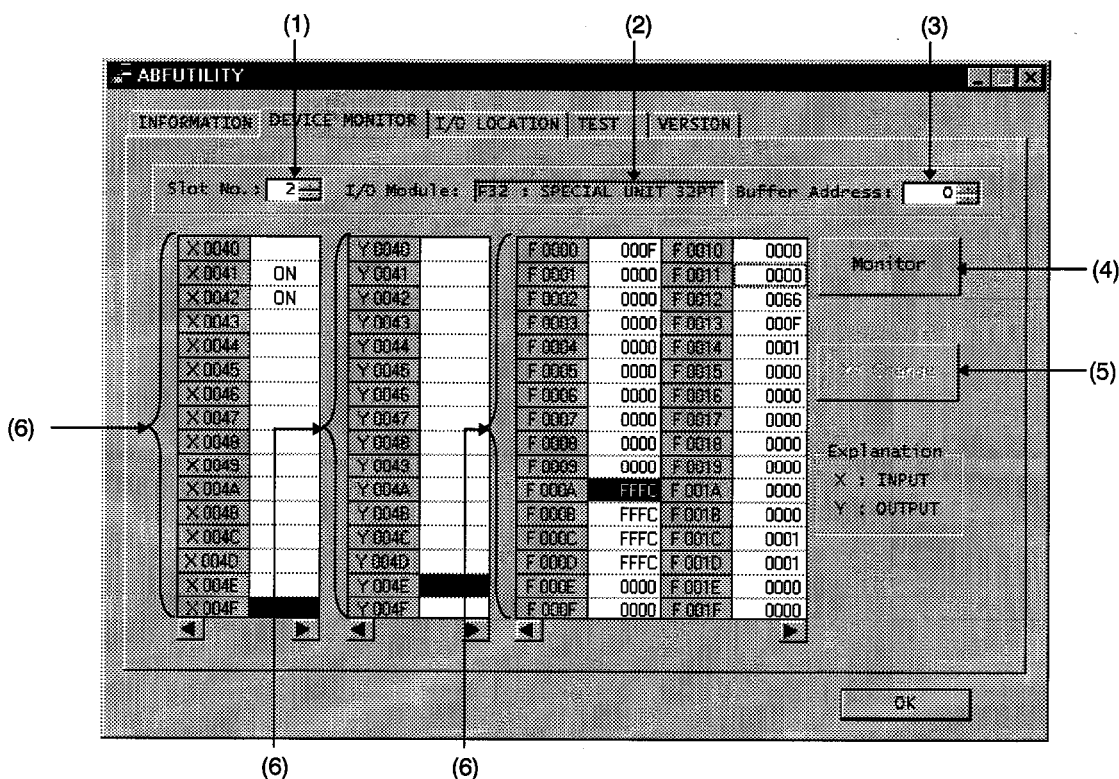 (1) (2) (3)
ABFUTILITY
INFORMATION DEVICE MONITOR I/O LOCATION TEST VERSION
Slot No.: 2 I/O Module: F32 : SPECIAL UNIT 32PT Buffer Address: 0
X 0040 Y 0040 F 0000 000F F 0010 0000
X 0041 ON Y 0041 F 0001 0000 F 0011 0000
X 0042 ON Y 0042 F 0002 0000 F 0012 0066
X 0043 Y 0043 F 0003 0000 F 0013 000F
X 0044 Y 0044 F 0004 0000 F 0014 0001
X 0045 Y 0045 F 0005 0000 F 0015 0000
X 0046 Y 0046 F 0006 0000 F 0016 0000
X 0047 Y 0047 F 0007 0000 F 0017 0000
X 0048 Y 0048 F 0008 0000 F 0018 0000
X 0049 Y 0049 F 0009 0000 F 0019 0000
X 004A Y 004A F 000A FFFC F 001A 0000
X 004B Y 004B F 000B FFFC F 001B 0000
X 004C Y 004C F 000C FFFC F 001C 0001
X 004D Y 004D F 000D FFFC F 001D 0001
X 004E Y 004E F 000E 0000 F 001E 0000
X 004F Y 004F F 000F 0000 F 001F 0000
Monitor
(4)
(5)
(6)
Explanation
X : INPUT
Y : OUTPUT
OK
(6) (6)